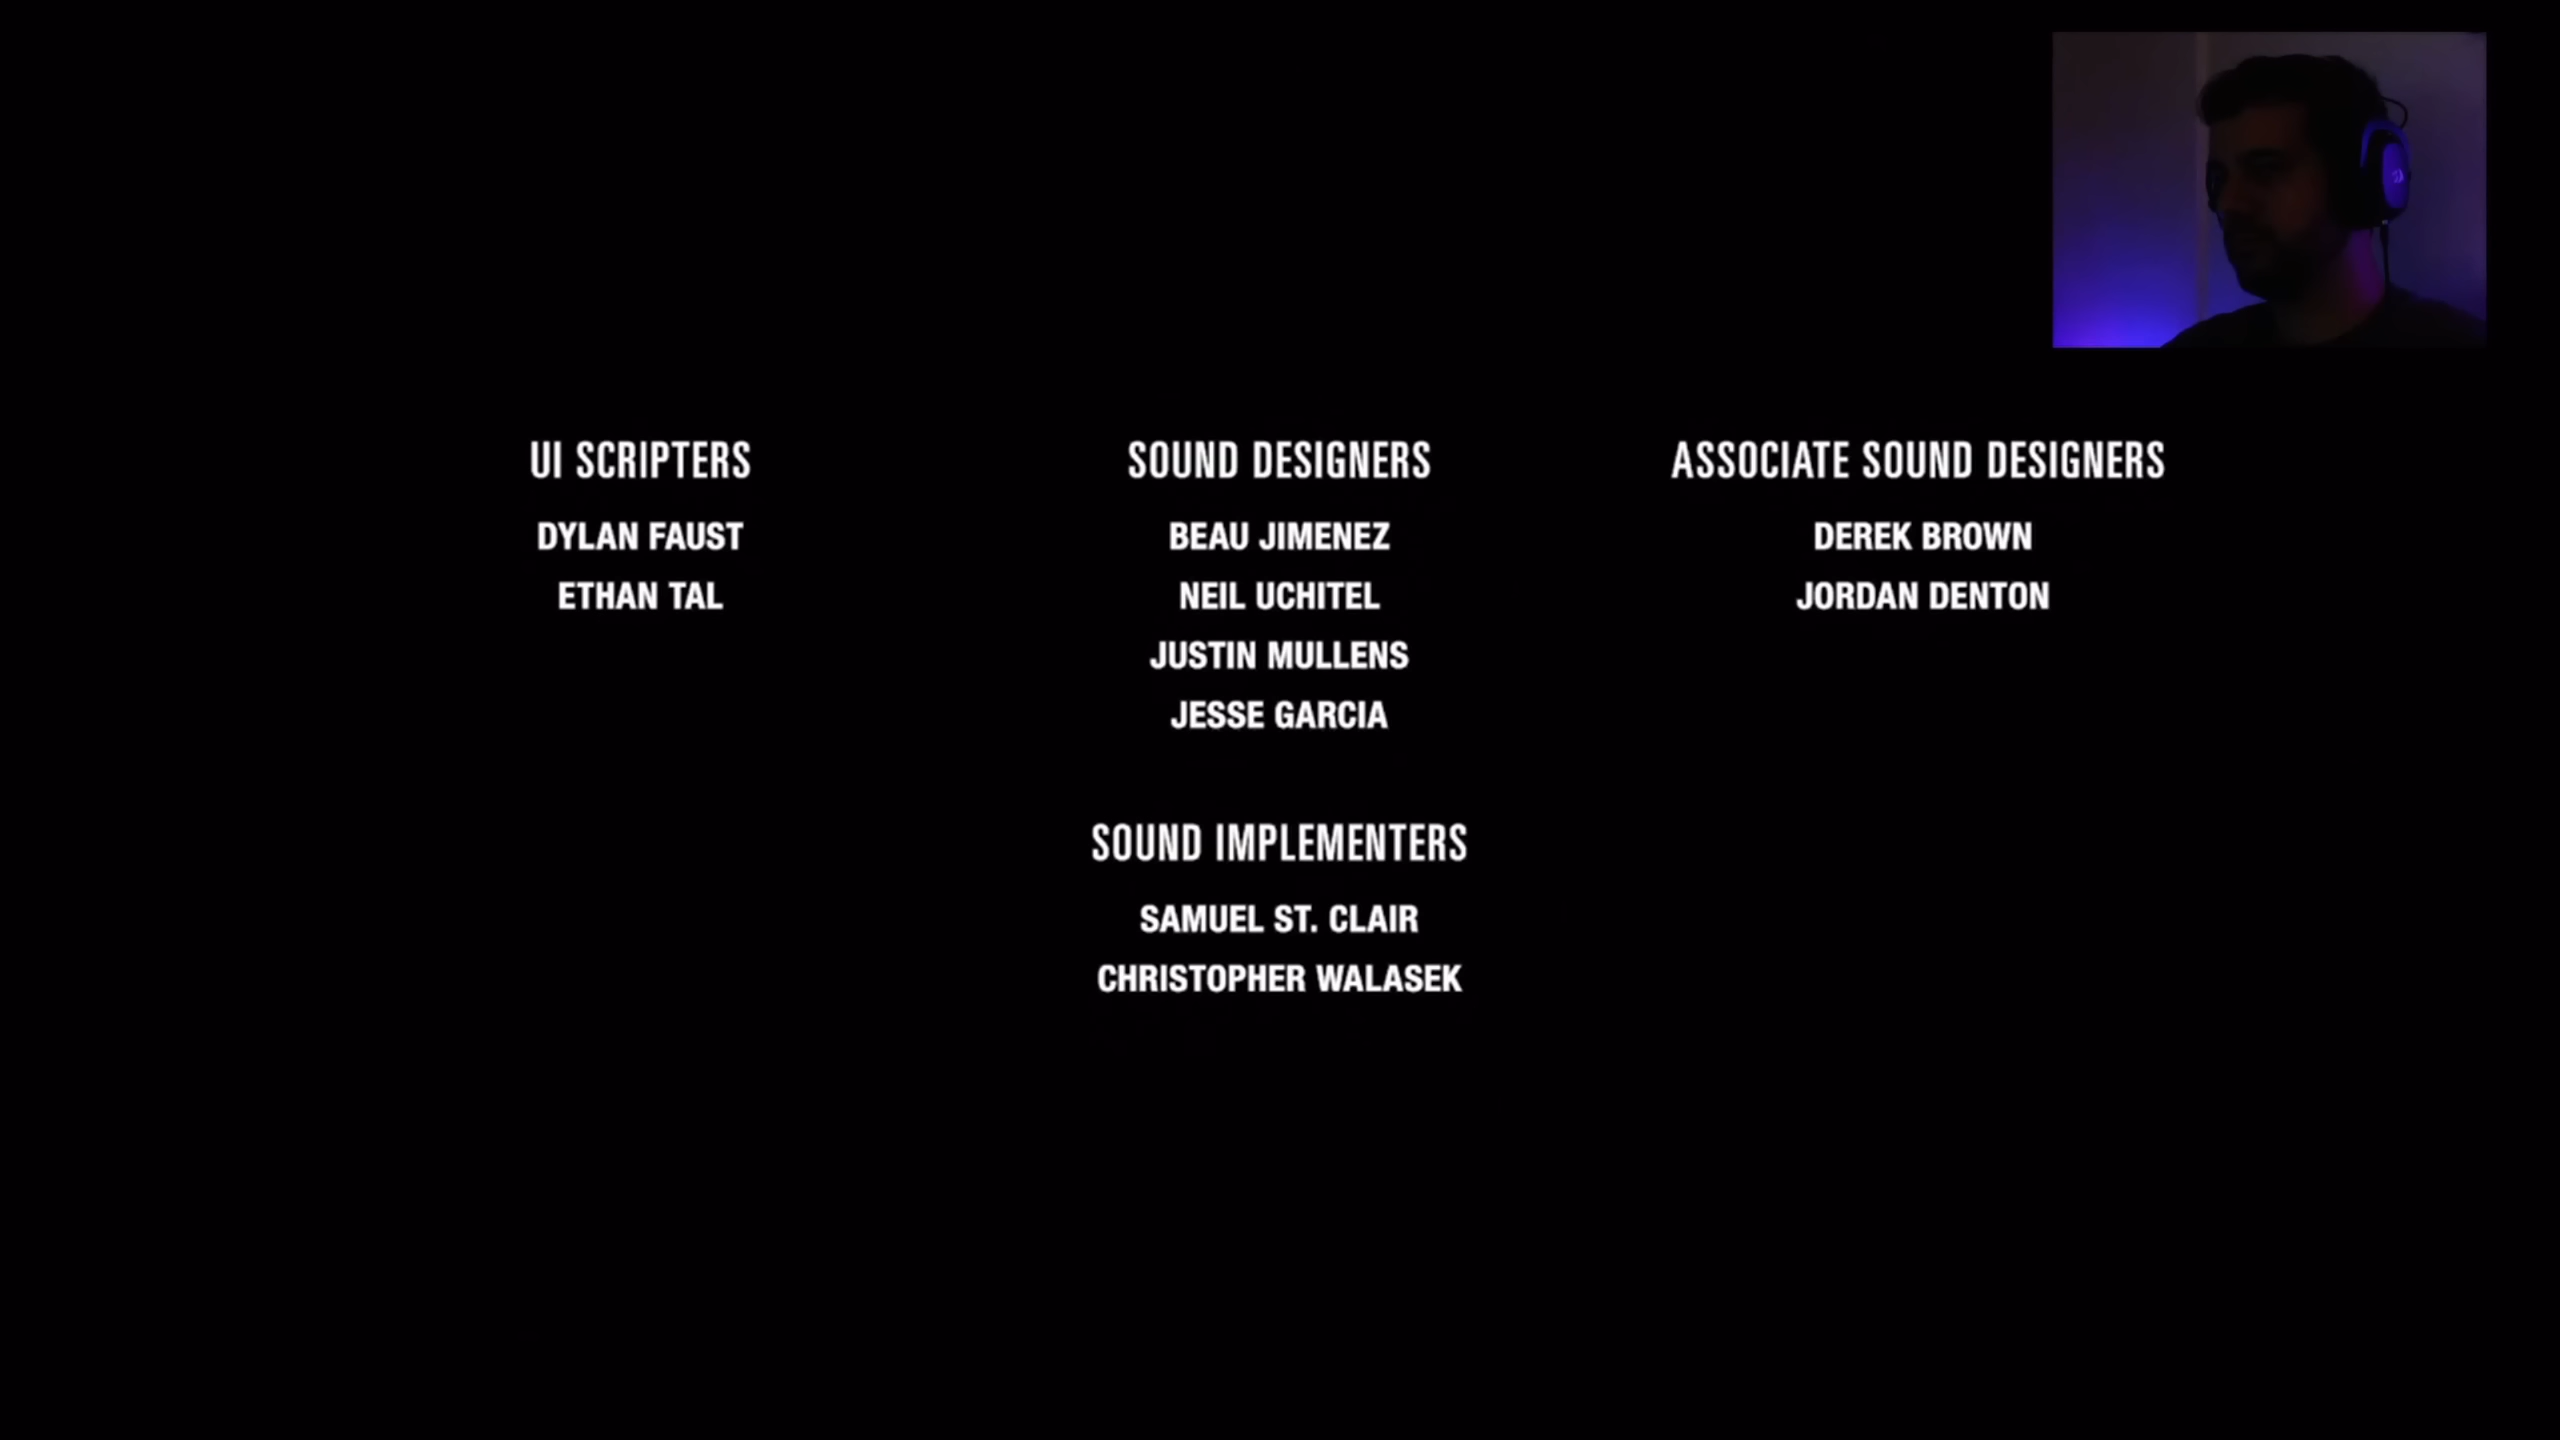 UI SCRIPTERS
DYLAN FAUST
ETHAN TAL
SOUND DESIGNERS
BEAU JIMENEZ
NEIL UCHITEL
JUSTIN MULLENS
JESSE GARCIA
SOUND IMPLEMENTERS
SAMUEL ST. CLAIR
CHRISTOPHER WALASEK
ASSOCIATE SOUND DESIGNERS
DEREK BROWN
JORDAN DENTON